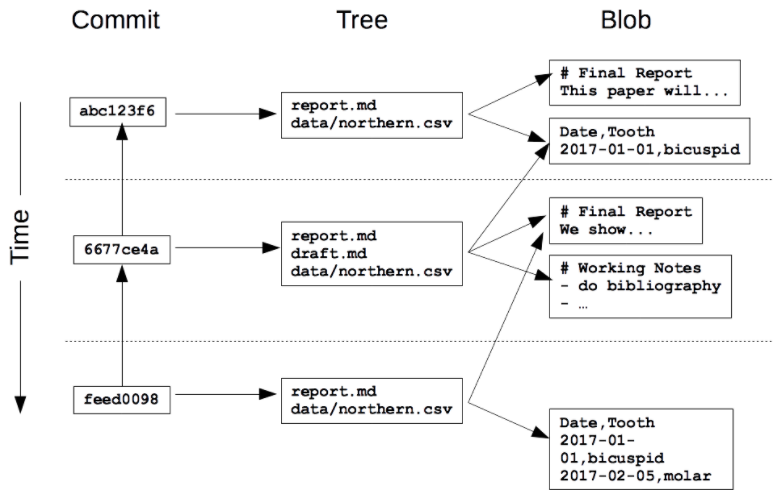 Commit
Tree
Blob
Time
abc123f6
report.md
data/northern.csv
# Final Report
This paper will...
Date,Tooth
2017-01-01,bicuspid
6677ce4a
report.md
draft.md
data/northern.csv
# Final Report
We show...
# Working Notes
- do bibliography
- …
feed0098
report.md
data/northern.csv
Date,Tooth
2017-01-
01,bicuspid
2017-02-05,molar